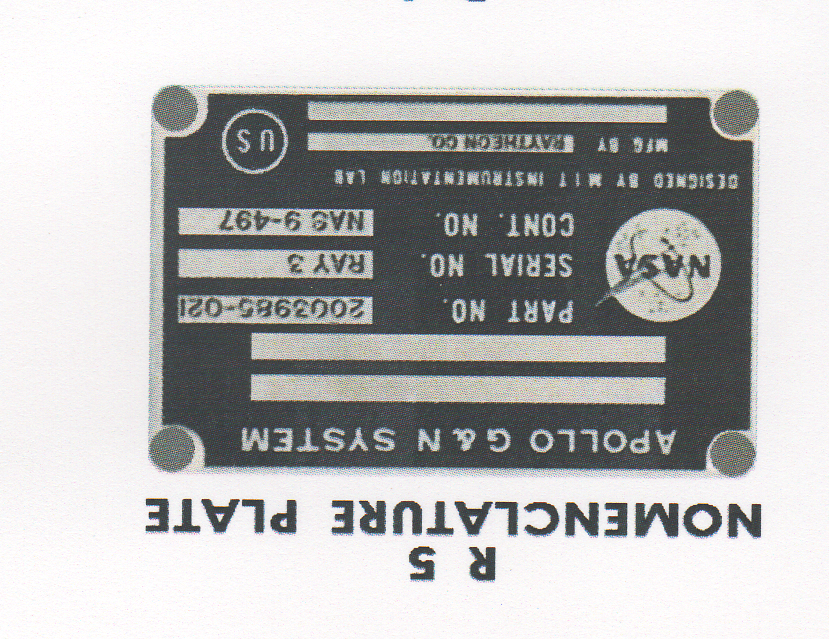 R 5
NOMENCLATURE PLATE
APOLLO G & N SYSTEM
PART NO. 2003985-021
SERIAL NO. RAY 3
NASA
CONT. NO. NAS 9-497
DESIGNED BY M I T INSTRUMENTATION LAB
MFG BY RAYTHEON CO.
U S